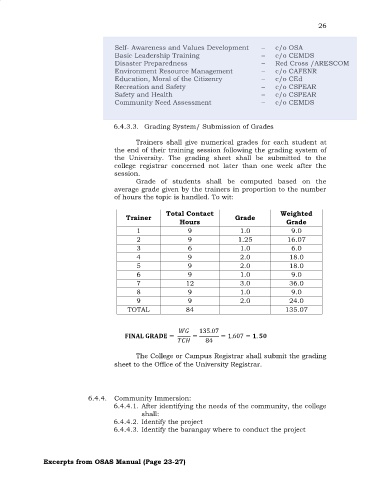 26
Self- Awareness and Values Development – c/o OSA
Basic Leadership Training – c/o CEMDS
Disaster Preparedness – Red Cross /ARESCOM
Environment Resource Management – c/o CAFENR
Education, Moral of the Citizenry – c/o CEd
Recreation and Safety – c/o CSPEAR
Safety and Health – c/o CSPEAR
Community Need Assessment – c/o CEMDS
6.4.3.3. Grading System/ Submission of Grades
Trainers shall give numerical grades for each student at
the end of their training session following the grading system of
the University. The grading sheet shall be submitted to the
college registrar concerned not later than one week after the
session.
Grade of students shall be computed based on the
average grade given by the trainers in proportion to the number
of hours the topic is handled. To wit:
Trainer Total Contact Hours Grade Weighted Grade
1 9 1.0 9.0
2 9 1.25 16.07
3 6 1.0 6.0
4 9 2.0 18.0
5 9 2.0 18.0
6 9 1.0 9.0
7 12 3.0 36.0
8 9 1.0 9.0
9 9 2.0 24.0
TOTAL 84 135.07
FINAL GRADE = WG/TCH = 135.07/84 = 1.607 = 1.50
The College or Campus Registrar shall submit the grading
sheet to the Office of the University Registrar.
6.4.4. Community Immersion:
6.4.4.1. After identifying the needs of the community, the college
shall:
6.4.4.2. Identify the project
6.4.4.3. Identify the barangay where to conduct the project
Excerpts from OSAS Manual (Page 23-27)